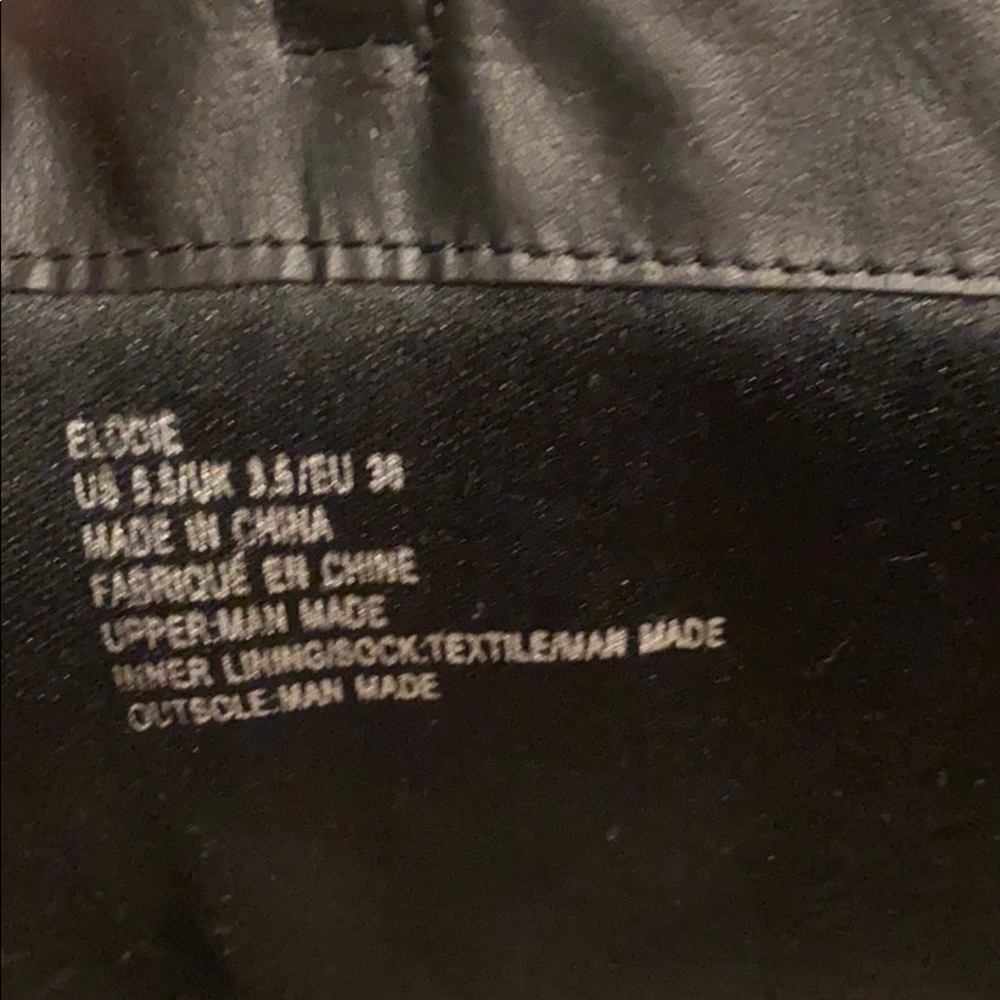 ELODIE
US 5.5/UK 3.5/EU 36
MADE IN CHINA
FABRIQUÉ EN CHINE
UPPER:MAN MADE
INNER LINING/SOCK:TEXTILE/MAN MADE
OUTSOLE:MAN MADE